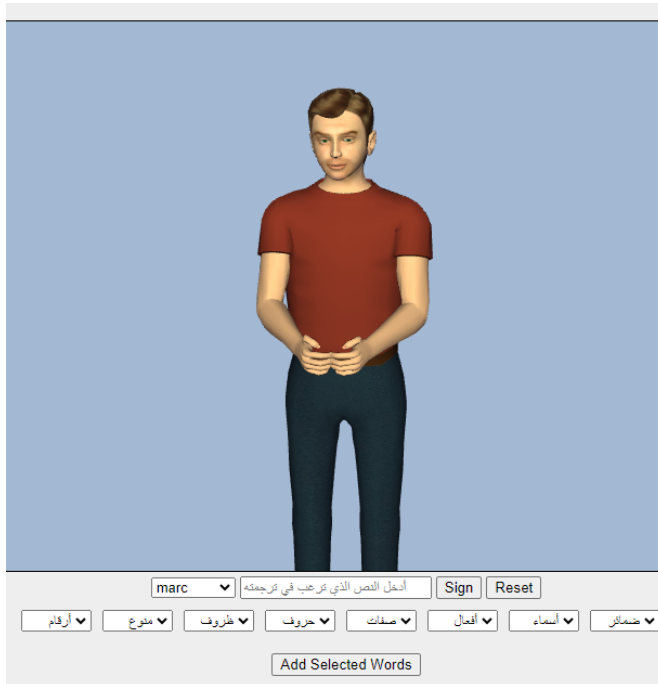 marc أدخل النص الذي ترغب في ترجمته Sign Reset
ضمائر أسماء أفعال صفات حروف ظروف منوع أرقام
Add Selected Words